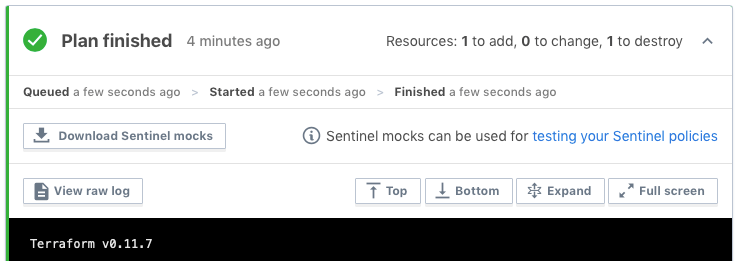 Plan finished 4 minutes ago Resources: 1 to add, 0 to change, 1 to destroy
Queued a few seconds ago > Started a few seconds ago > Finished a few seconds ago
Download Sentinel mocks Sentinel mocks can be used for testing your Sentinel policies
View raw log Top Bottom Expand Full screen
Terraform v0.11.7